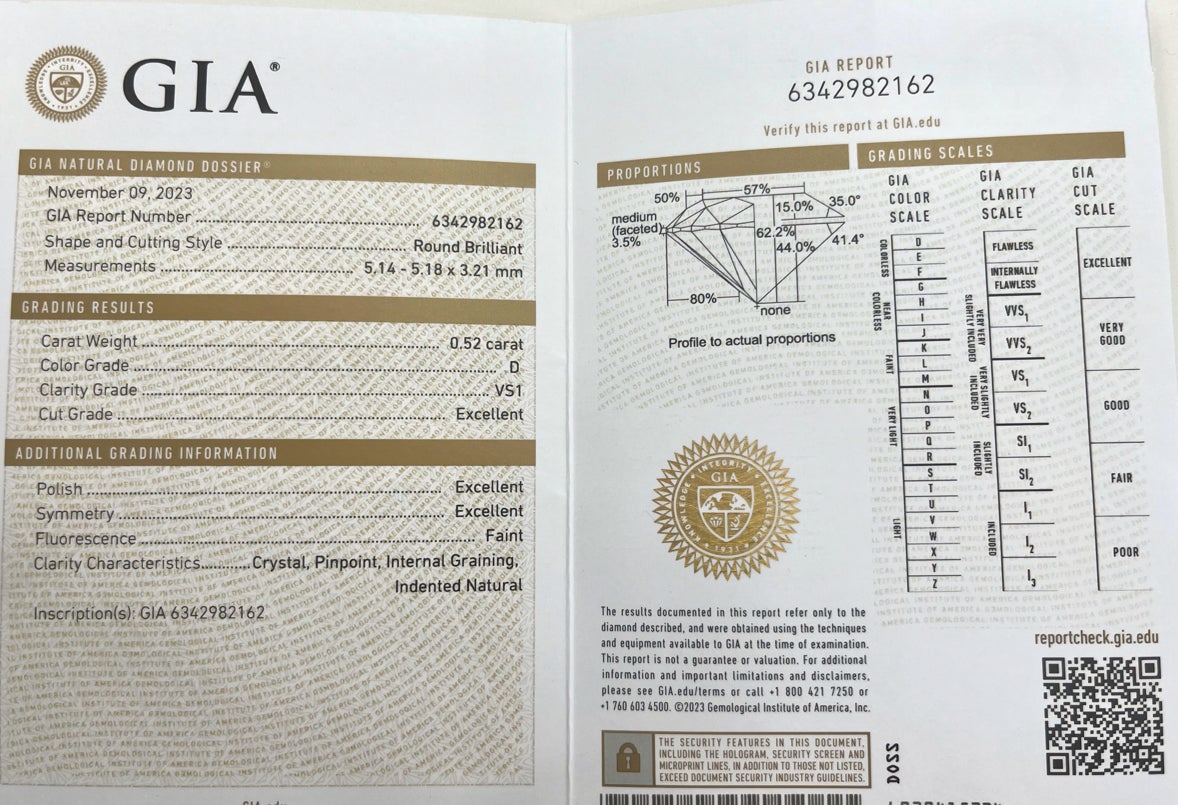 GIA®
GIA NATURAL DIAMOND DOSSIER®
November 09, 2023
GIA Report Number 6342982162
Shape and Cutting Style Round Brilliant
Measurements 5.14 - 5.18 x 3.21 mm
GRADING RESULTS
Carat Weight 0.52 carat
Color Grade D
Clarity Grade VS1
Cut Grade Excellent
ADDITIONAL GRADING INFORMATION
Polish Excellent
Symmetry Excellent
Fluorescence Faint
Clarity Characteristics Crystal, Pinpoint, Internal Graining,
Indented Natural
Inscription(s): GIA 6342982162
GIA REPORT
6342982162
Verify this report at GIA.edu
PROPORTIONS
50%
57%
medium
(faceted)
3.5%
15.0%
35.0°
62.2%
44.0%
41.4°
80%
none
Profile to actual proportions
GRADING SCALES
GIA
COLOR
SCALE
COLORLESS
D
E
F
NEAR
COLORLESS
G
H
I
J
FAINT
K
L
M
VERY LIGHT
N
O
P
Q
R
LIGHT
S
T
U
V
W
X
Y
Z
GIA
CLARITY
SCALE
FLAWLESS
INTERNALLY
FLAWLESS
VERY VERY
SLIGHTLY INCLUDED
VVS1
VVS2
VERY SLIGHTLY
INCLUDED
VS1
VS2
SLIGHTLY
INCLUDED
SI1
SI2
INCLUDED
I1
I2
I3
GIA
CUT
SCALE
EXCELLENT
VERY
GOOD
GOOD
FAIR
POOR
KNOWLEDGE INTEGRITY EXCELLENCE
GIA
1931
The results documented in this report refer only to the
diamond described, and were obtained using the techniques
and equipment available to GIA at the time of examination.
This report is not a guarantee or valuation. For additional
information and important limitations and disclaimers,
please see GIA.edu/terms or call +1 800 421 7250 or
+1 760 603 4500. ©2023 Gemological Institute of America, Inc.
THE SECURITY FEATURES IN THIS DOCUMENT,
INCLUDING THE HOLOGRAM, SECURITY SCREEN AND
MICROPRINT LINES, IN ADDITION TO THOSE NOT LISTED,
EXCEED DOCUMENT SECURITY INDUSTRY GUIDELINES.
DOS2
reportcheck.gia.edu